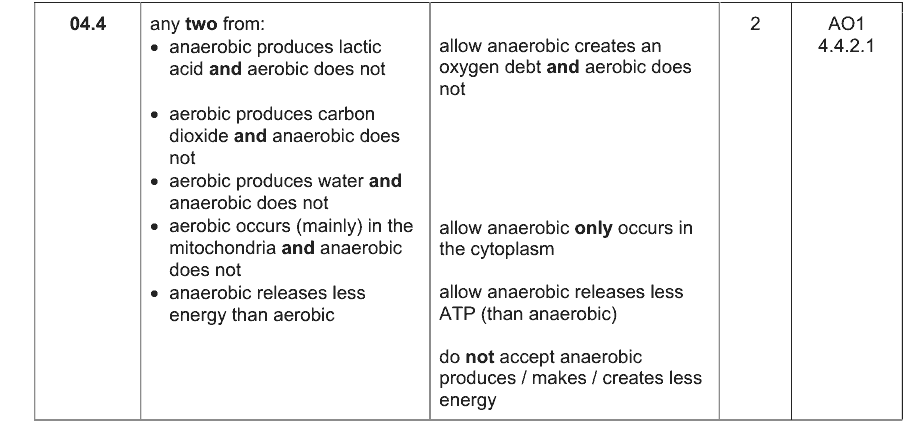 04.4
any two from:
• anaerobic produces lactic
acid and aerobic does not
• aerobic produces carbon
dioxide and anaerobic does
not
• aerobic produces water and
anaerobic does not
• aerobic occurs (mainly) in the
mitochondria and anaerobic
does not
• anaerobic releases less
energy than aerobic
allow anaerobic creates an
oxygen debt and aerobic does
not
allow anaerobic only occurs in
the cytoplasm
allow anaerobic releases less
ATP (than anaerobic)
do not accept anaerobic
produces / makes / creates less
energy
2
AO1
4.4.2.1